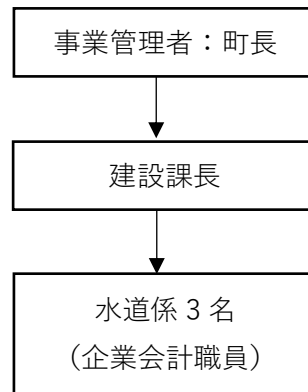 事業管理者：町長
建設課長
水道係 3 名
（企業会計職員）